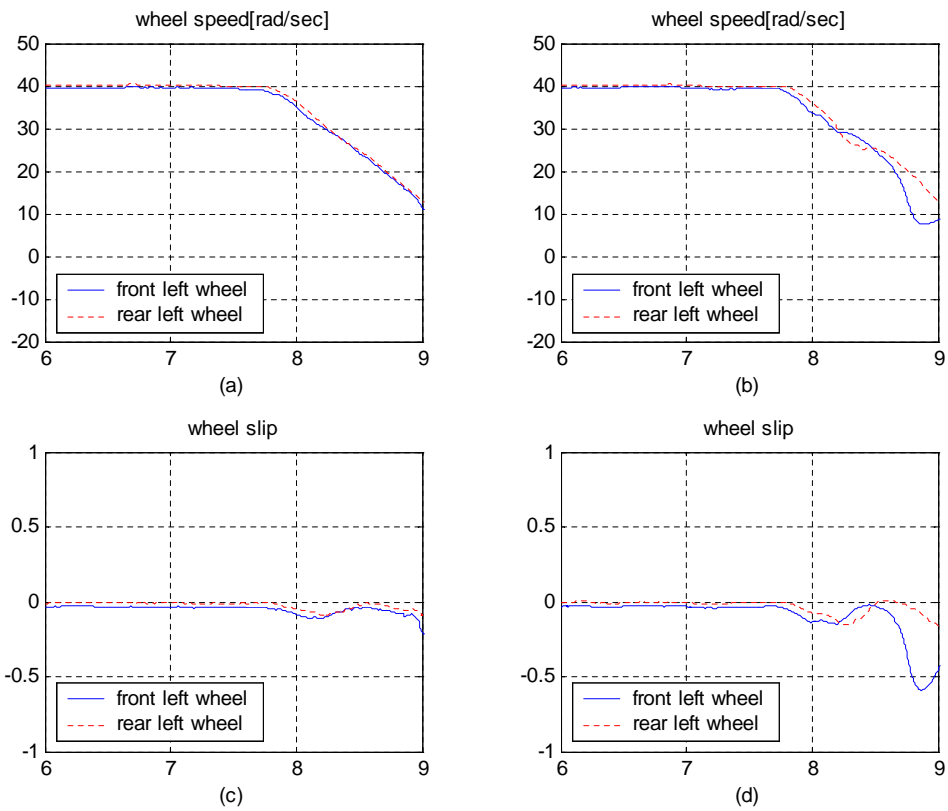 wheel speed[rad/sec]
50
40
30
20
10
0
-10
-20
front left wheel
rear left wheel
6
7
8
9
(a)
wheel speed[rad/sec]
50
40
30
20
10
0
-10
-20
front left wheel
rear left wheel
6
7
8
9
(b)
wheel slip
1
0.5
0
-0.5
-1
front left wheel
rear left wheel
6
7
8
9
(c)
wheel slip
1
0.5
0
-0.5
-1
front left wheel
rear left wheel
6
7
8
9
(d)